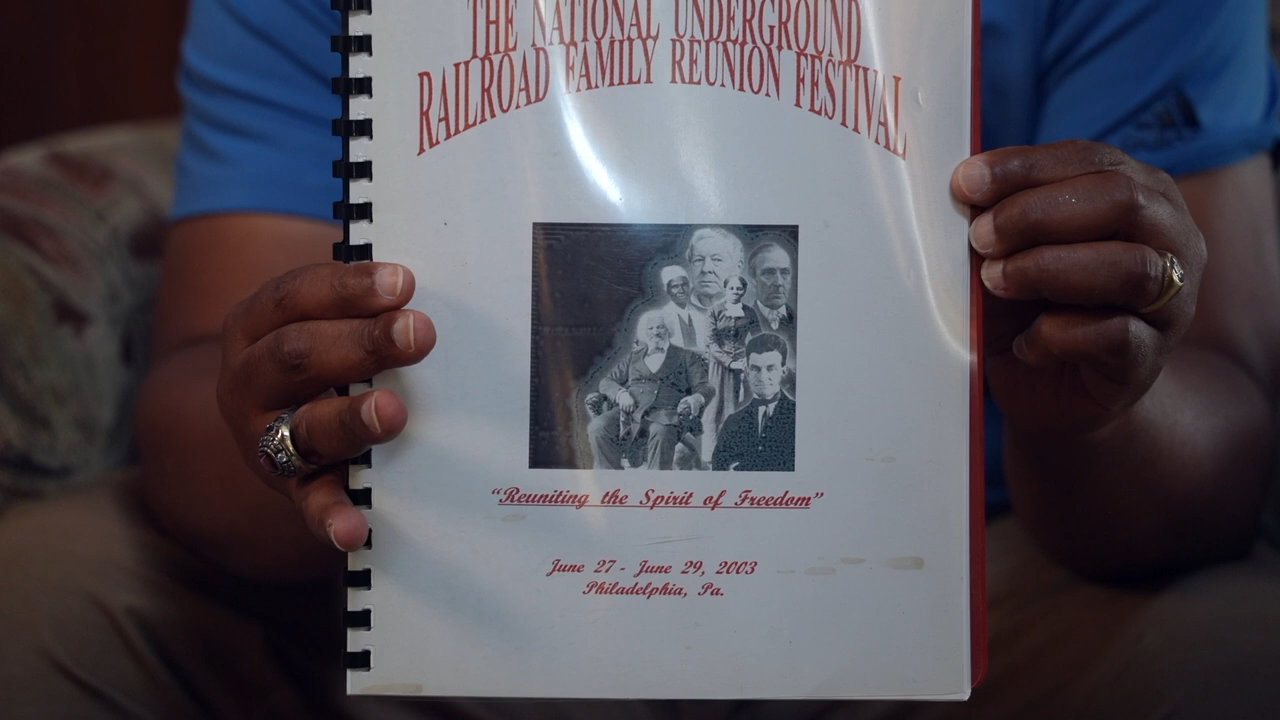 THE NATIONAL UNDERGROUND
RAILROAD FAMILY REUNION FESTIVAL
"Reuniting the Spirit of Freedom"
June 27 - June 29, 2003
Philadelphia, Pa.